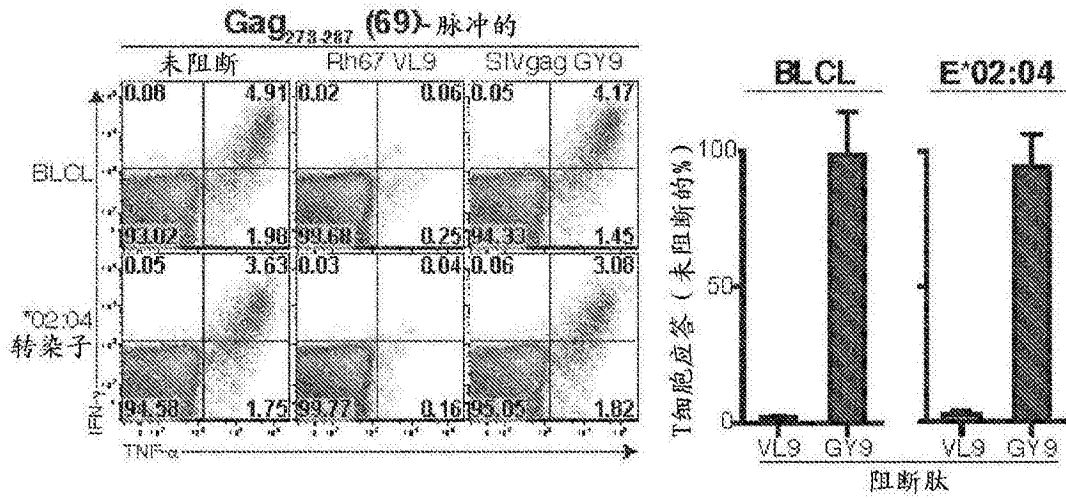 Gag273-287 (69)-脉冲的
未阻断 Rh67 VL9 SIVgag GY9
BLCL
0.06 4.91 0.02 0.06 0.05 4.17
93.02 1.98 99.68 0.25 94.33 1.45
*02:04
转染子
0.05 3.63 0.03 0.04 0.06 3.08
94.58 1.75 99.77 0.16 95.05 1.82
TNF-α
BLCL E*02:04
T细胞应答（未阻断的%）
100
50
0
VL9 GY9 VL9 GY9
阻断肽